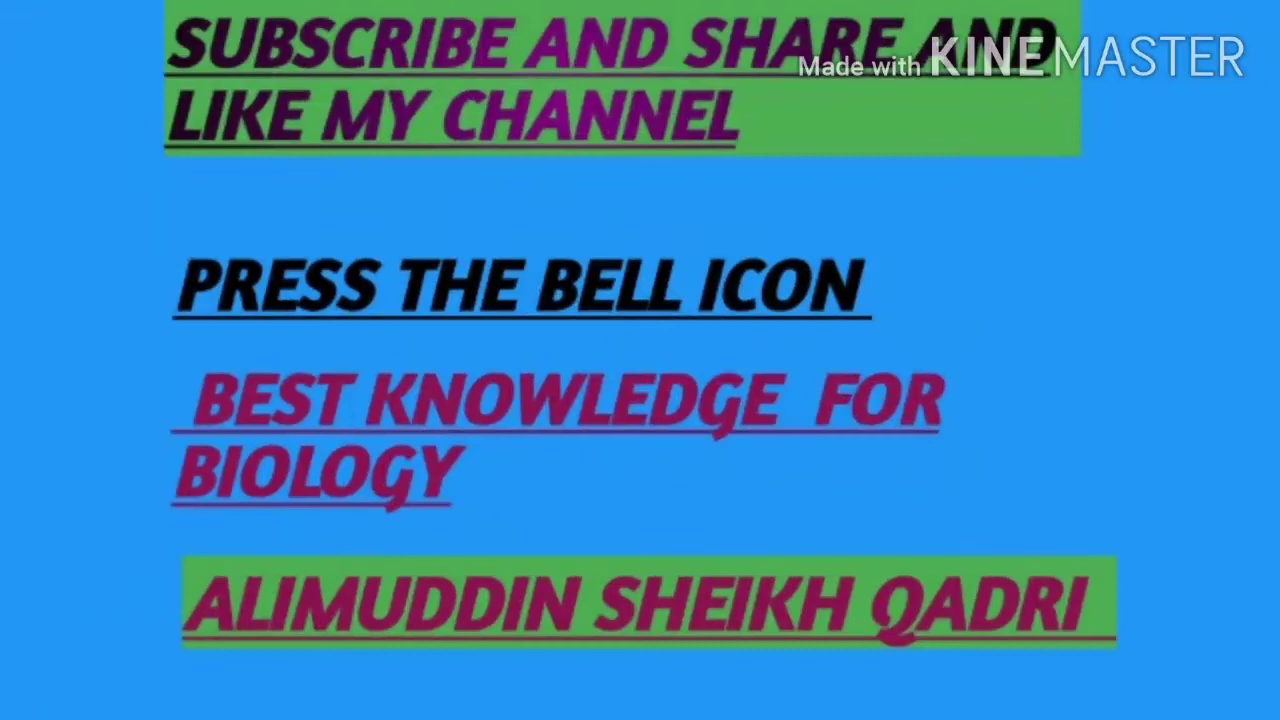 SUBSCRIBE AND SHARE AND
LIKE MY CHANNEL
Made with KINEMASTER
PRESS THE BELL ICON
BEST KNOWLEDGE FOR
BIOLOGY
ALIMUDDIN SHEIKH QADRI